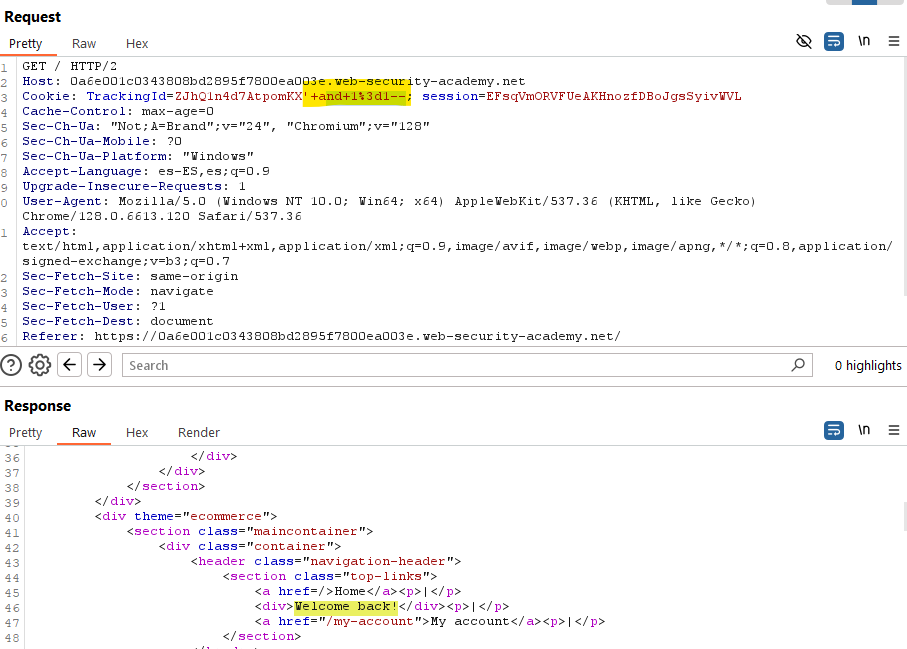 Request
Pretty Raw Hex
\n
1 GET / HTTP/2
2 Host: 0a6e001c0343808bd2895f7800ea003e.web-security-academy.net
3 Cookie: TrackingId=ZJhQ1n4d7AtpomKX'+and+1%3d1--; session=EFsqVmORVFUeAKHnozfDBoJgsSyivWVL
4 Cache-Control: max-age=0
5 Sec-Ch-Ua: "Not;A=Brand";v="24", "Chromium";v="128"
6 Sec-Ch-Ua-Mobile: ?0
7 Sec-Ch-Ua-Platform: "Windows"
8 Accept-Language: es-ES,es;q=0.9
9 Upgrade-Insecure-Requests: 1
0 User-Agent: Mozilla/5.0 (Windows NT 10.0; Win64; x64) AppleWebKit/537.36 (KHTML, like Gecko)
Chrome/128.0.6613.120 Safari/537.36
1 Accept:
text/html,application/xhtml+xml,application/xml;q=0.9,image/avif,image/webp,image/apng,*/*;q=0.8,application/
signed-exchange;v=b3;q=0.7
2 Sec-Fetch-Site: same-origin
3 Sec-Fetch-Mode: navigate
4 Sec-Fetch-User: ?1
5 Sec-Fetch-Dest: document
6 Referer: https://0a6e001c0343808bd2895f7800ea003e.web-security-academy.net/
Search
0 highlights
Response
Pretty Raw Hex Render
\n
36 </div>
37 </div>
38 </section>
39 </div>
40 <div theme="ecommerce">
41 <section class="maincontainer">
42 <div class="container">
43 <header class="navigation-header">
44 <section class="top-links">
45 <a href=/>Home</a><p>|</p>
46 <div>Welcome back!</div><p>|</p>
47 <a href="/my-account">My account</a><p>|</p>
48 </section>